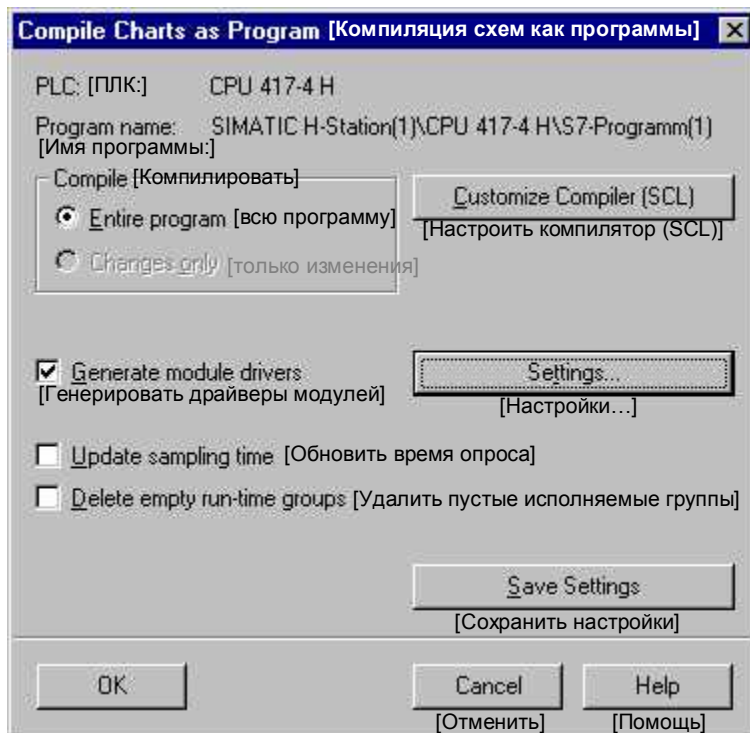 Compile Charts as Program [Компиляция схем как программы]
PLC: [ПЛК:] CPU 417-4 H
Program name: SIMATIC H-Station(1)\CPU 417-4 H\S7-Programm(1)
[Имя программы:]
Compile [Компилировать]
Customize Compiler (SCL)
Entire program [всю программу]
[Настроить компилятор (SCL)]
Changes only [только изменения]
Generate module drivers Settings...
[Генерировать драйверы модулей]
[Настройки…]
Update sampling time [Обновить время опроса]
Delete empty run-time groups [Удалить пустые исполняемые группы]
Save Settings
[Сохранить настройки]
OK Cancel Help
[Отменить] [Помощь]